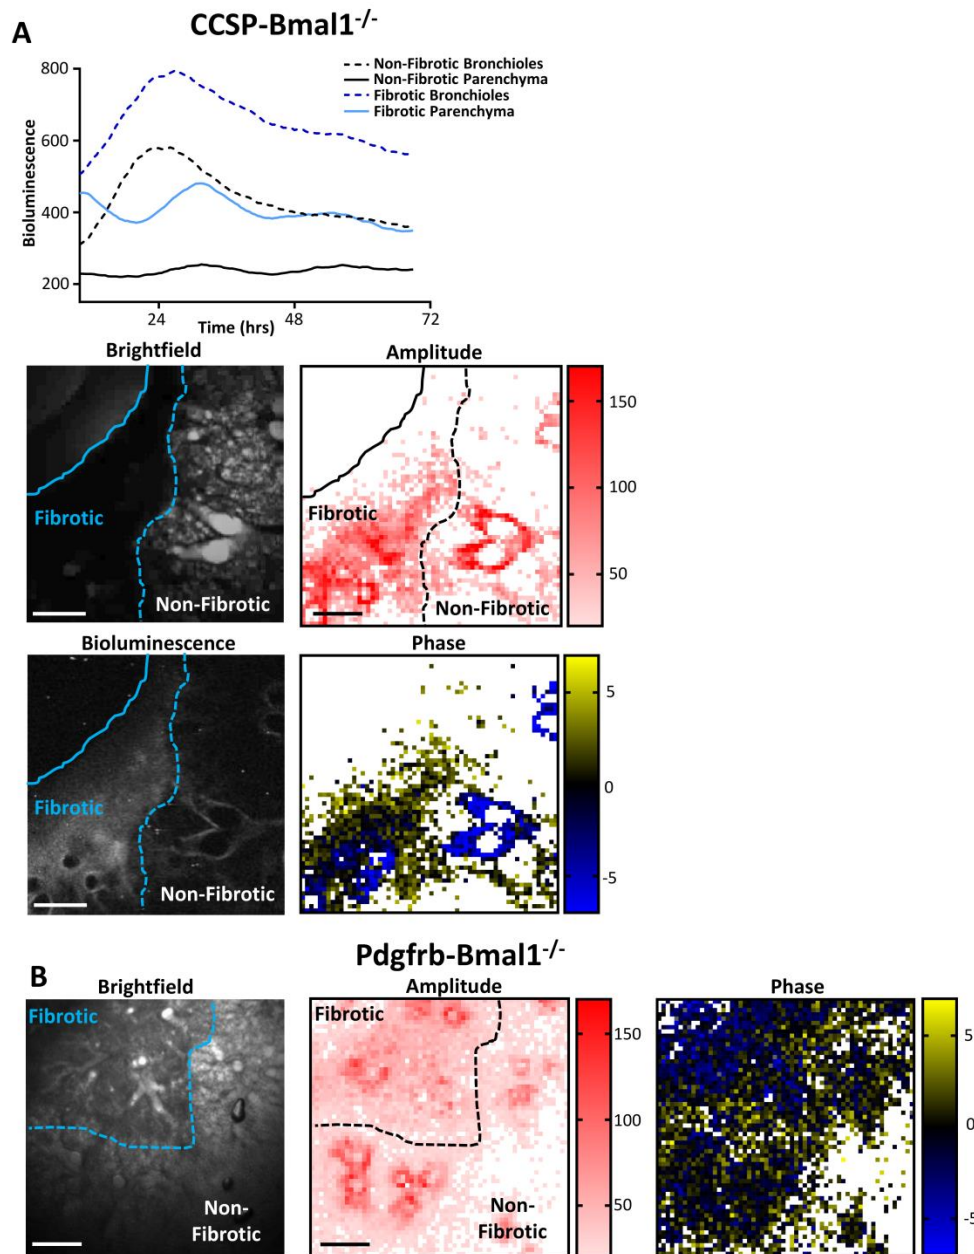 A
CCSP-Bmal1-/-
Non-Fibrotic Bronchioles
Non-Fibrotic Parenchyma
Fibrotic Bronchioles
Fibrotic Parenchyma
800
600
400
200
Bioluminescence
24
48
72
Time (hrs)
Brightfield
Fibrotic
Non-Fibrotic
Amplitude
Fibrotic
Non-Fibrotic
150
100
50
Bioluminescence
Fibrotic
Non-Fibrotic
Phase
5
0
-5
B
Pdgfrb-Bmal1-/-
Brightfield
Fibrotic
Non-
Fibrotic
Amplitude
Fibrotic
Non-
Fibrotic
150
100
50
Phase
5
0
-5